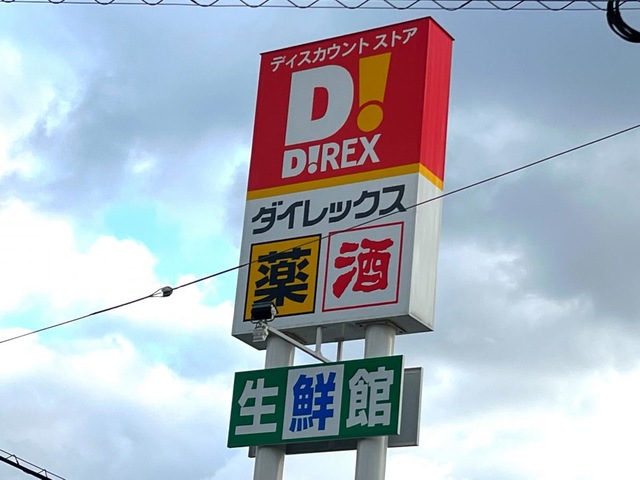 ディスカウント ストア
D!
D!REX
ダイレックス
薬 酒
生鮮館